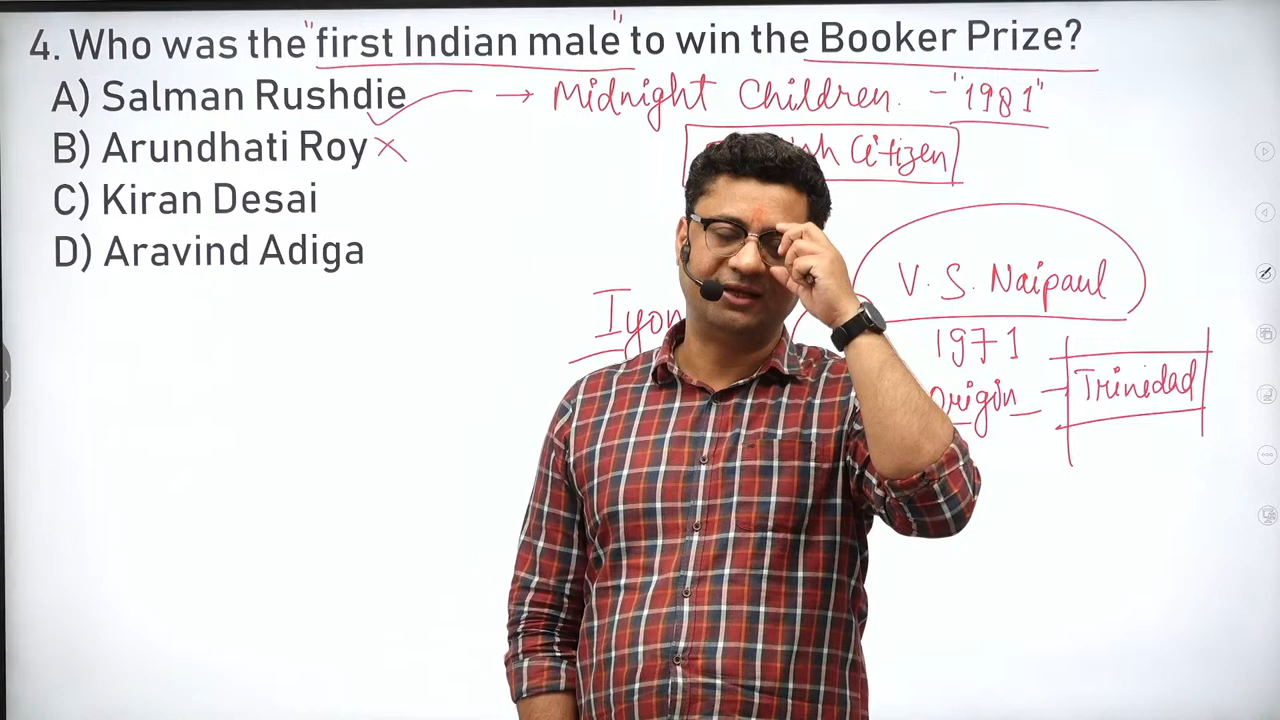 4. Who was the "first Indian male" to win the Booker Prize?
A) Salman Rushdie → Midnight Children. - "1981"
B) Arundhati Roy ×
Citizen
C) Kiran Desai
D) Aravind Adiga
V. S. Naipaul
1971
Origin - Trinidad